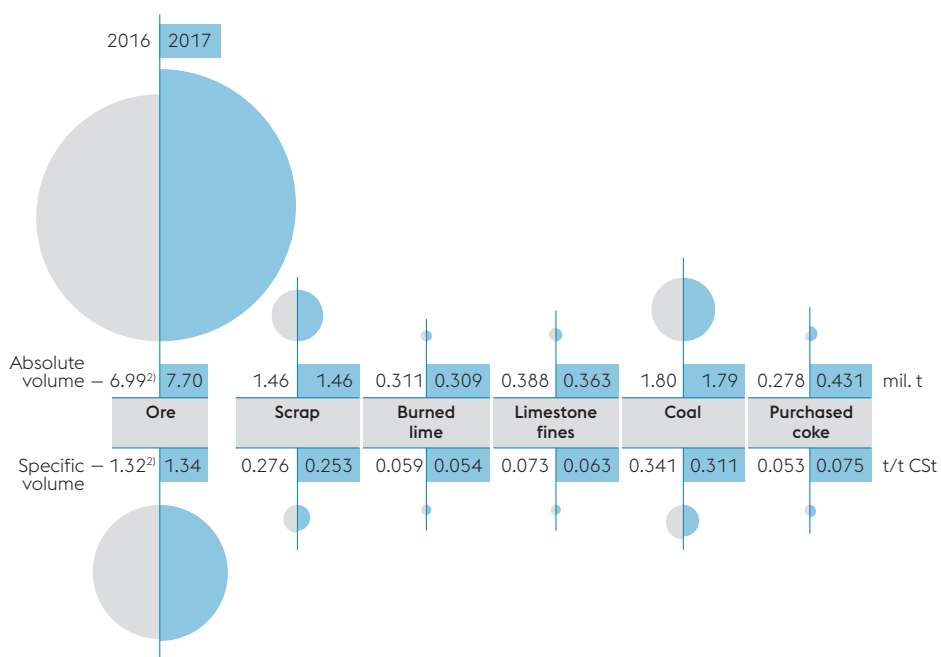 2016 2017
Absolute
volume – 6.99²⁾ 7.70 1.46 1.46 0.311 0.309 0.388 0.363 1.80 1.79 0.278 0.431 mil. t
Ore Scrap Burned Limestone Coal Purchased
lime fines coke
Specific – 1.32²⁾ 1.34 0.276 0.253 0.059 0.054 0.073 0.063 0.341 0.311 0.053 0.075 t/t CSt
volume